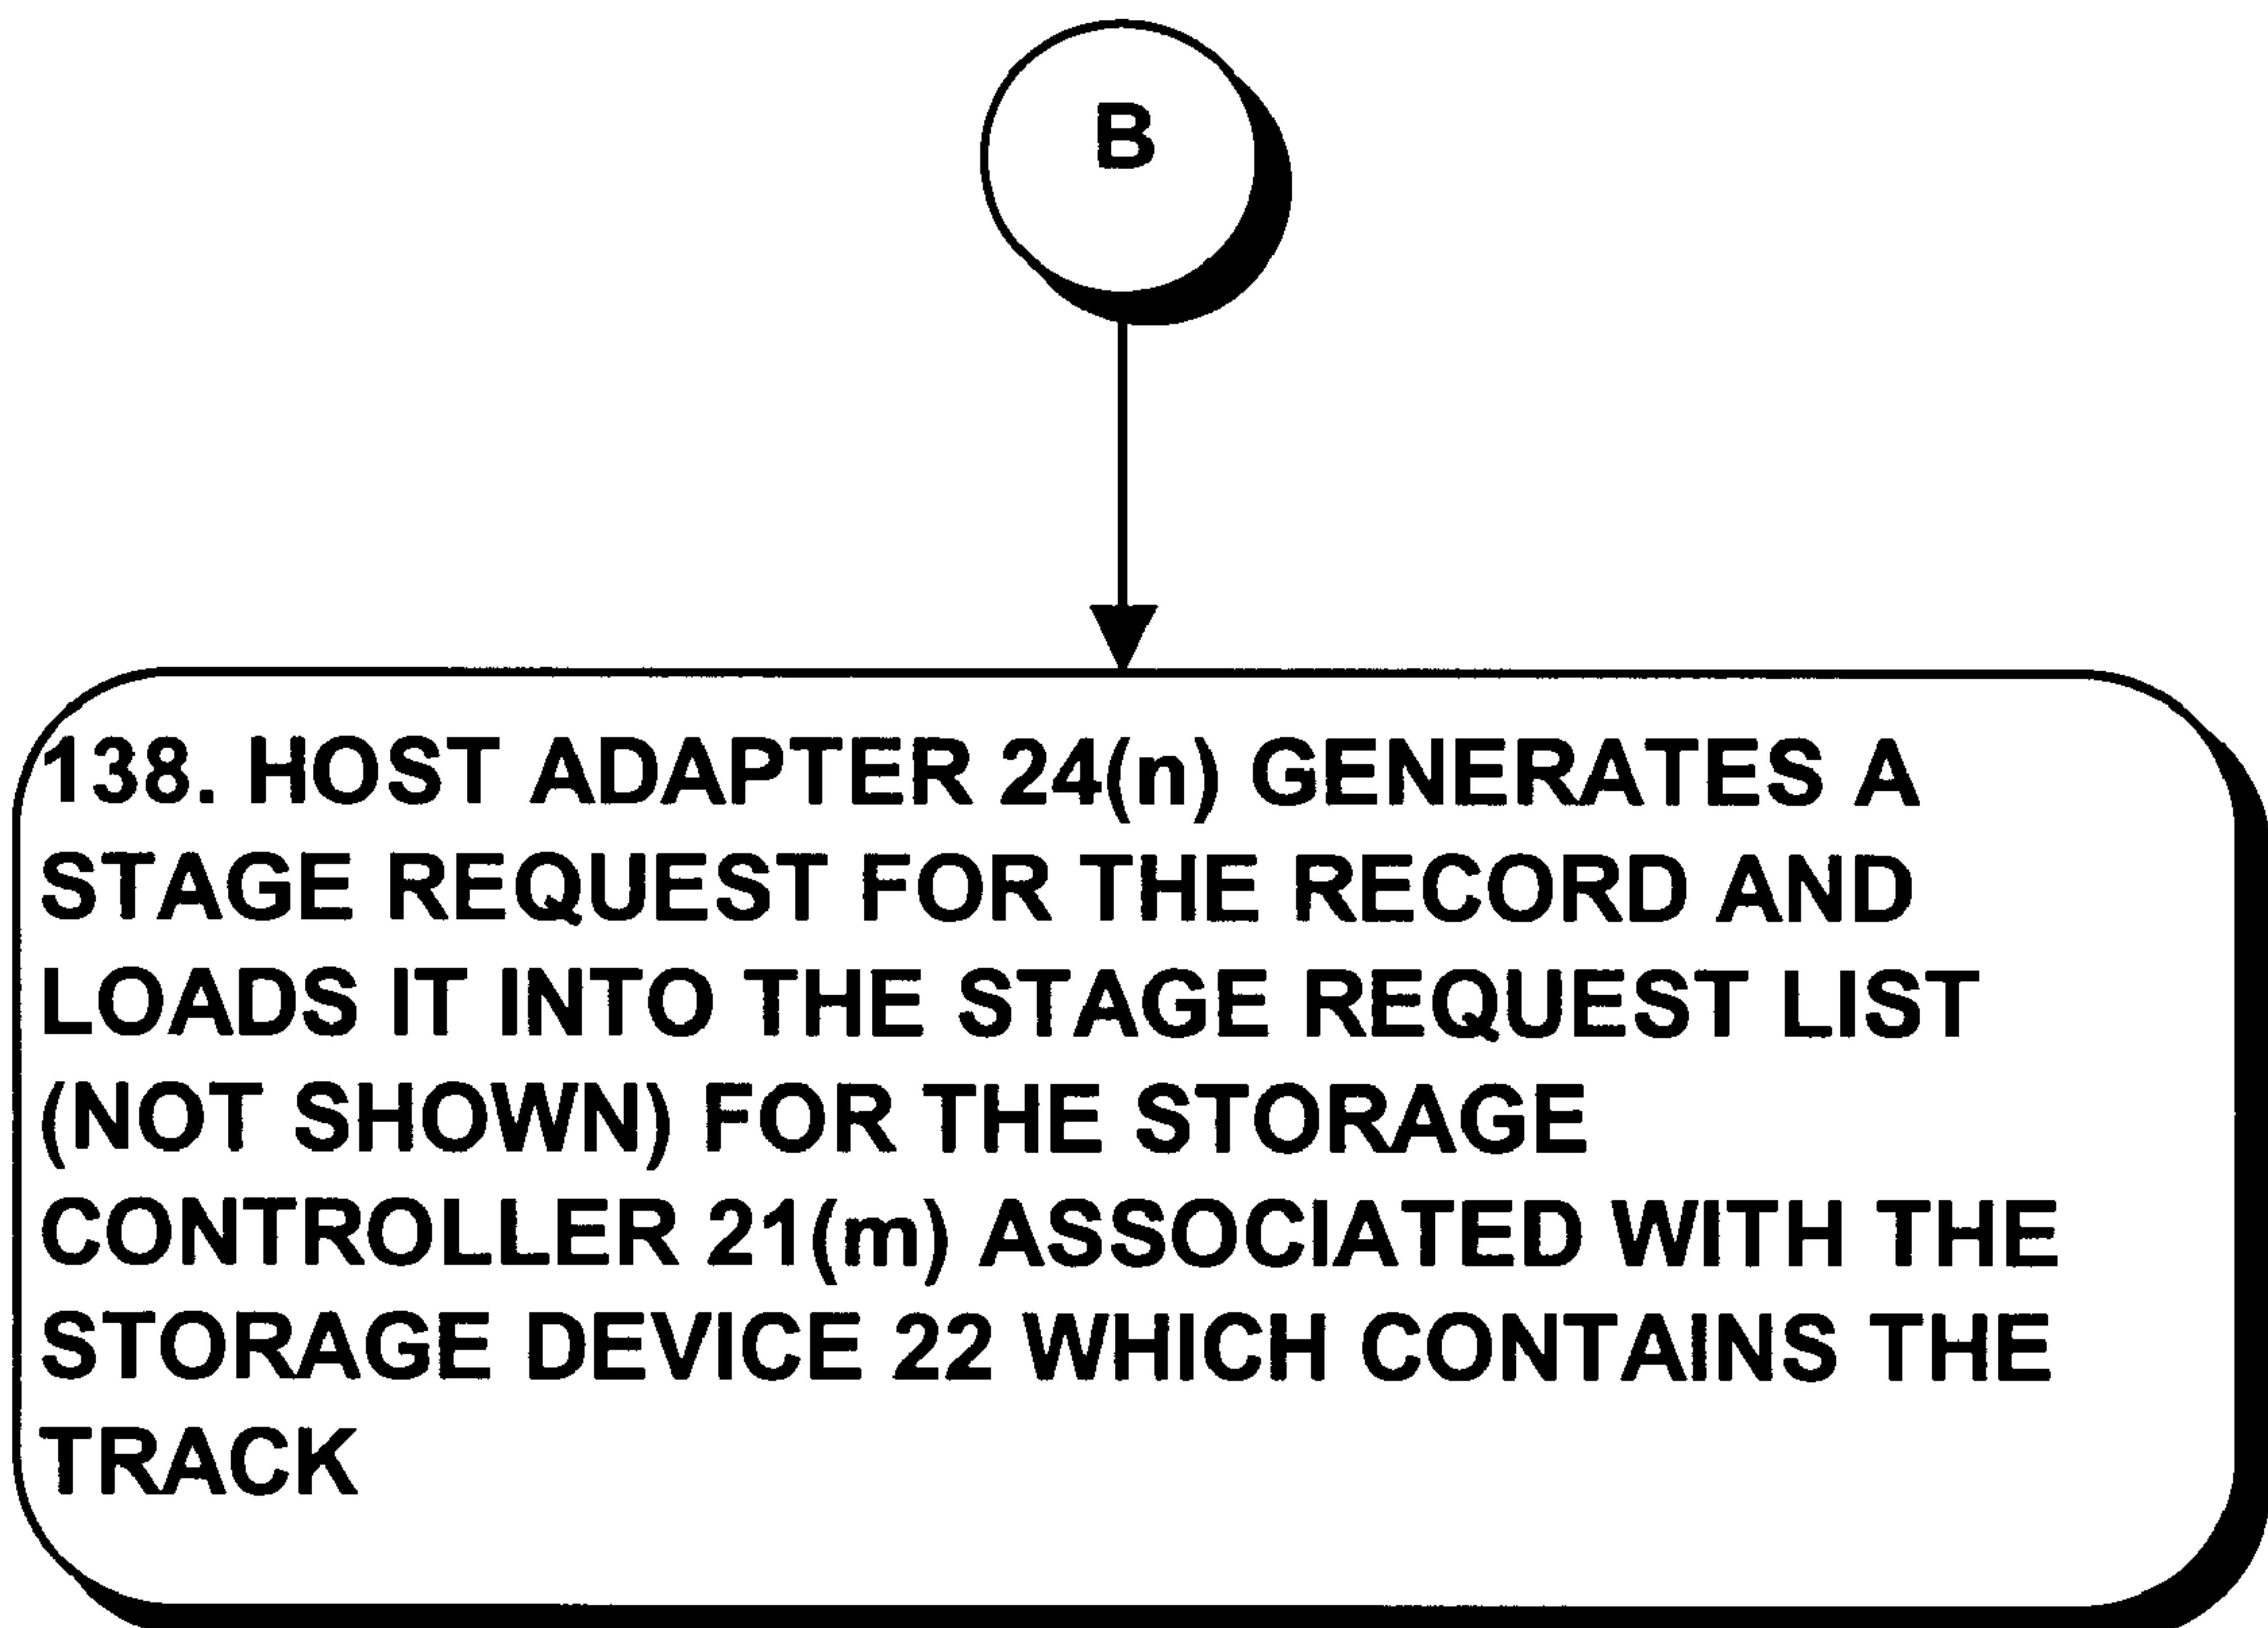 B
138. HOST ADAPTER 24(n) GENERATES A
STAGE REQUEST FOR THE RECORD AND
LOADS IT INTO THE STAGE REQUEST LIST
(NOT SHOWN) FOR THE STORAGE
CONTROLLER 21(m) ASSOCIATED WITH THE
STORAGE DEVICE 22 WHICH CONTAINS THE
TRACK